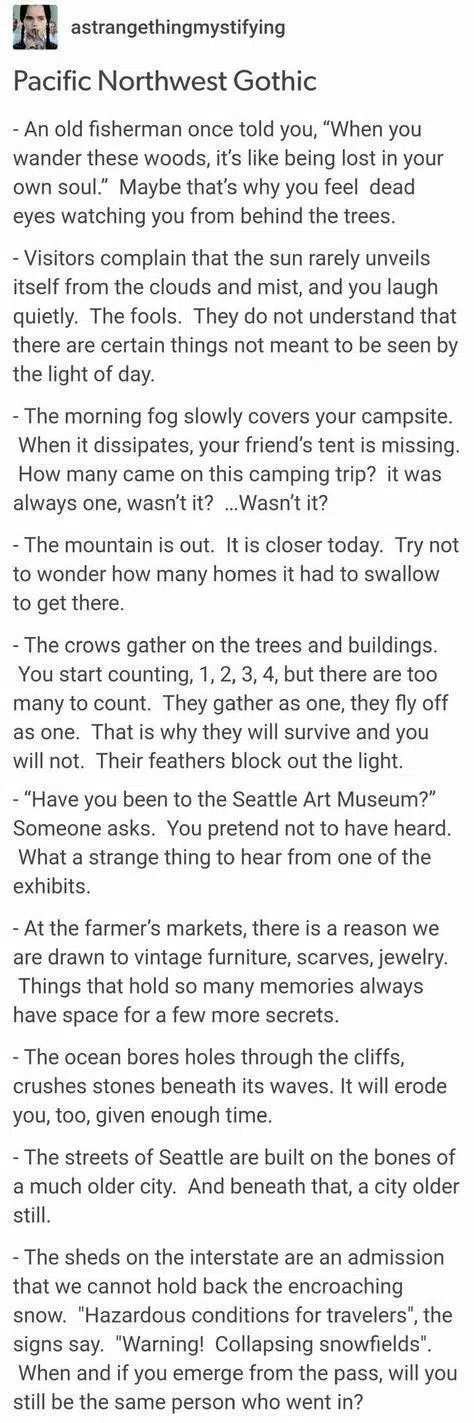 astrangethingmystifying
Pacific Northwest Gothic
- An old fisherman once told you, “When you
wander these woods, it’s like being lost in your
own soul.”  Maybe that’s why you feel  dead
eyes watching you from behind the trees.
- Visitors complain that the sun rarely unveils
itself from the clouds and mist, and you laugh
quietly.  The fools.  They do not understand that
there are certain things not meant to be seen by
the light of day.
- The morning fog slowly covers your campsite.
When it dissipates, your friend’s tent is missing.
How many came on this camping trip?  it was
always one, wasn’t it?  ...Wasn’t it?
- The mountain is out.  It is closer today.  Try not
to wonder how many homes it had to swallow
to get there.
- The crows gather on the trees and buildings.
You start counting, 1, 2, 3, 4, but there are too
many to count.  They gather as one, they fly off
as one.  That is why they will survive and you
will not.  Their feathers block out the light.
- “Have you been to the Seattle Art Museum?”
Someone asks.  You pretend not to have heard.
What a strange thing to hear from one of the
exhibits.
- At the farmer’s markets, there is a reason we
are drawn to vintage furniture, scarves, jewelry.
Things that hold so many memories always
have space for a few more secrets.
- The ocean bores holes through the cliffs,
crushes stones beneath its waves. It will erode
you, too, given enough time.
- The streets of Seattle are built on the bones of
a much older city.  And beneath that, a city older
still.
- The sheds on the interstate are an admission
that we cannot hold back the encroaching
snow.  "Hazardous conditions for travelers", the
signs say.  "Warning!  Collapsing snowfields".
When and if you emerge from the pass, will you
still be the same person who went in?